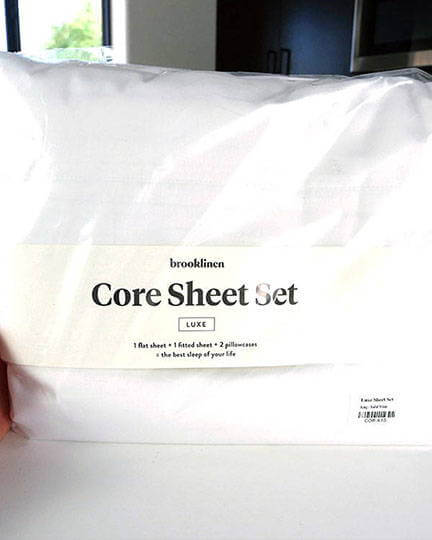 brooklinen
Core Sheet Set
LUXE
1 flat sheet + 1 fitted sheet + 2 pillowcases
= the best sleep of your life
Luxe Sheet Set